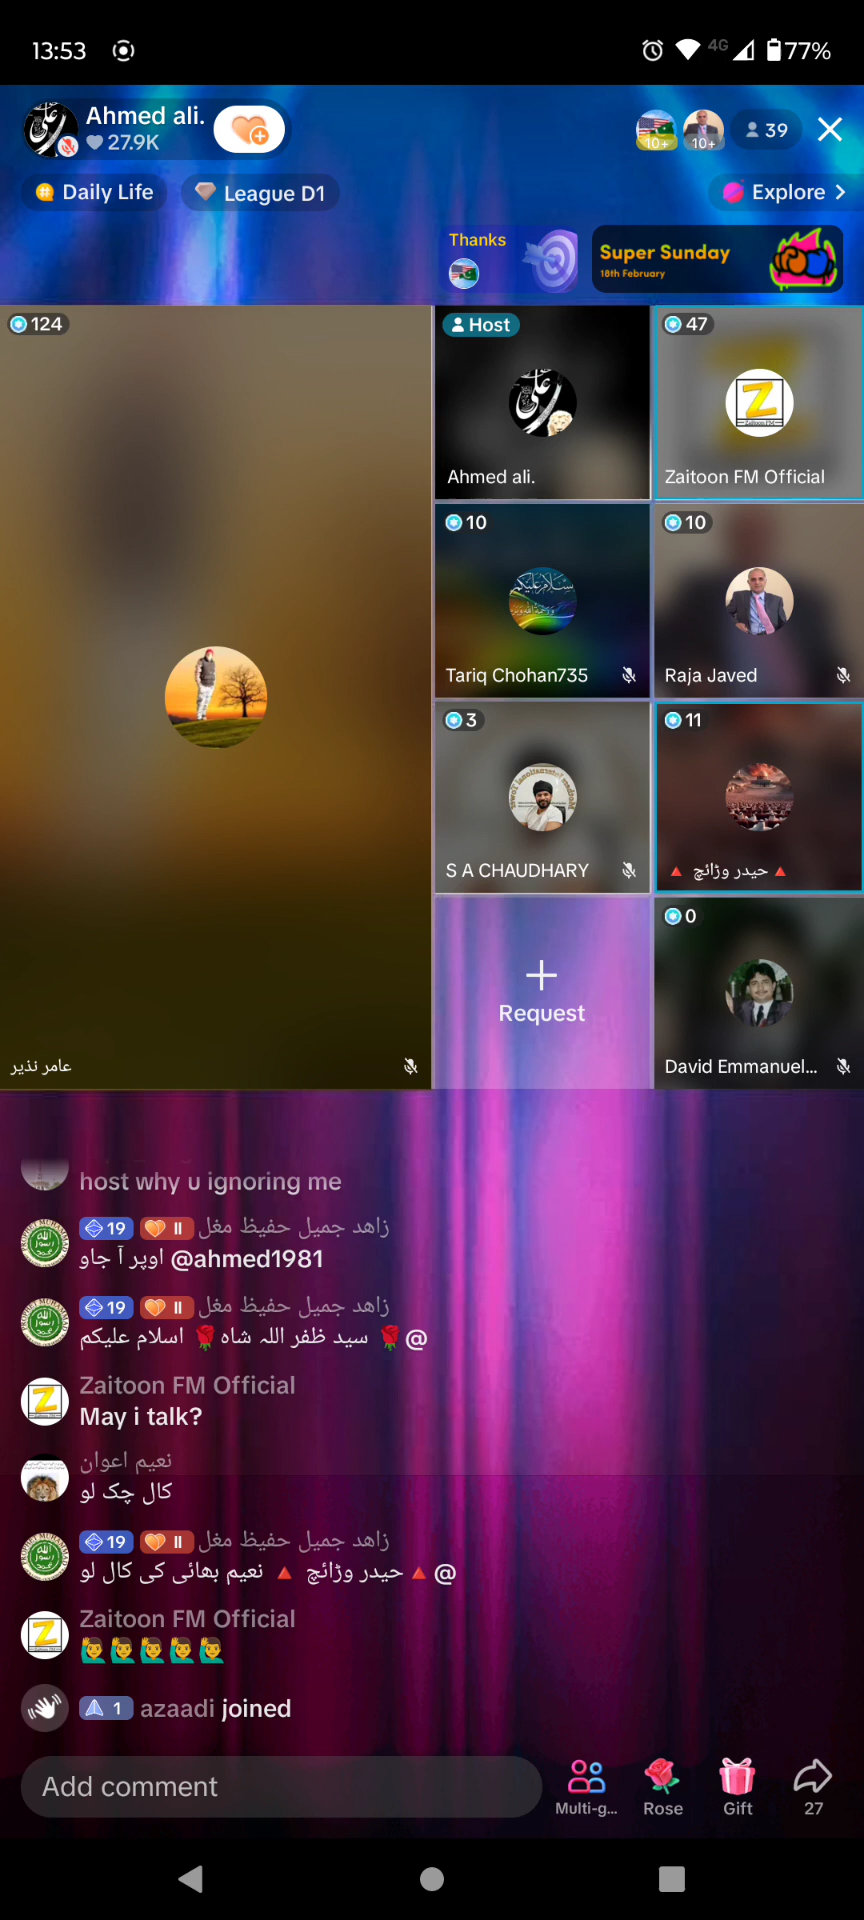 13:53
4G
77%
Ahmed ali.
27.9K
10+
10+
39
Daily Life
League D1
Explore
Thanks
Super Sunday
18th February
124
Host
47
Z
Zaitoon FM
Ahmed ali.
Zaitoon FM Official
10
10
Tariq Chohan735
Raja Javed
3
11
S A CHAUDHARY
🔺 حیدر وڑائچ 🔺
Request
0
عامر نذیر
David Emmanuel...
host why u ignoring me
19 II زاھد جمیل حفیظ مغل
اوپر آ جاو @ahmed1981
19 II زاھد جمیل حفیظ مغل
@🌹 سید ظفر اللہ شاہ🌹 اسلام علیکم
Zaitoon FM Official
May i talk?
نعیم اعوان
کال چک لو
19 II زاھد جمیل حفیظ مغل
@🔺حیدر وڑائچ 🔺 نعیم بھائی کی کال لو
Zaitoon FM Official
🙋‍♂️🙋‍♂️🙋‍♂️🙋‍♂️🙋‍♂️
1 azaadi joined
Add comment
Multi-g...
Rose
Gift
27